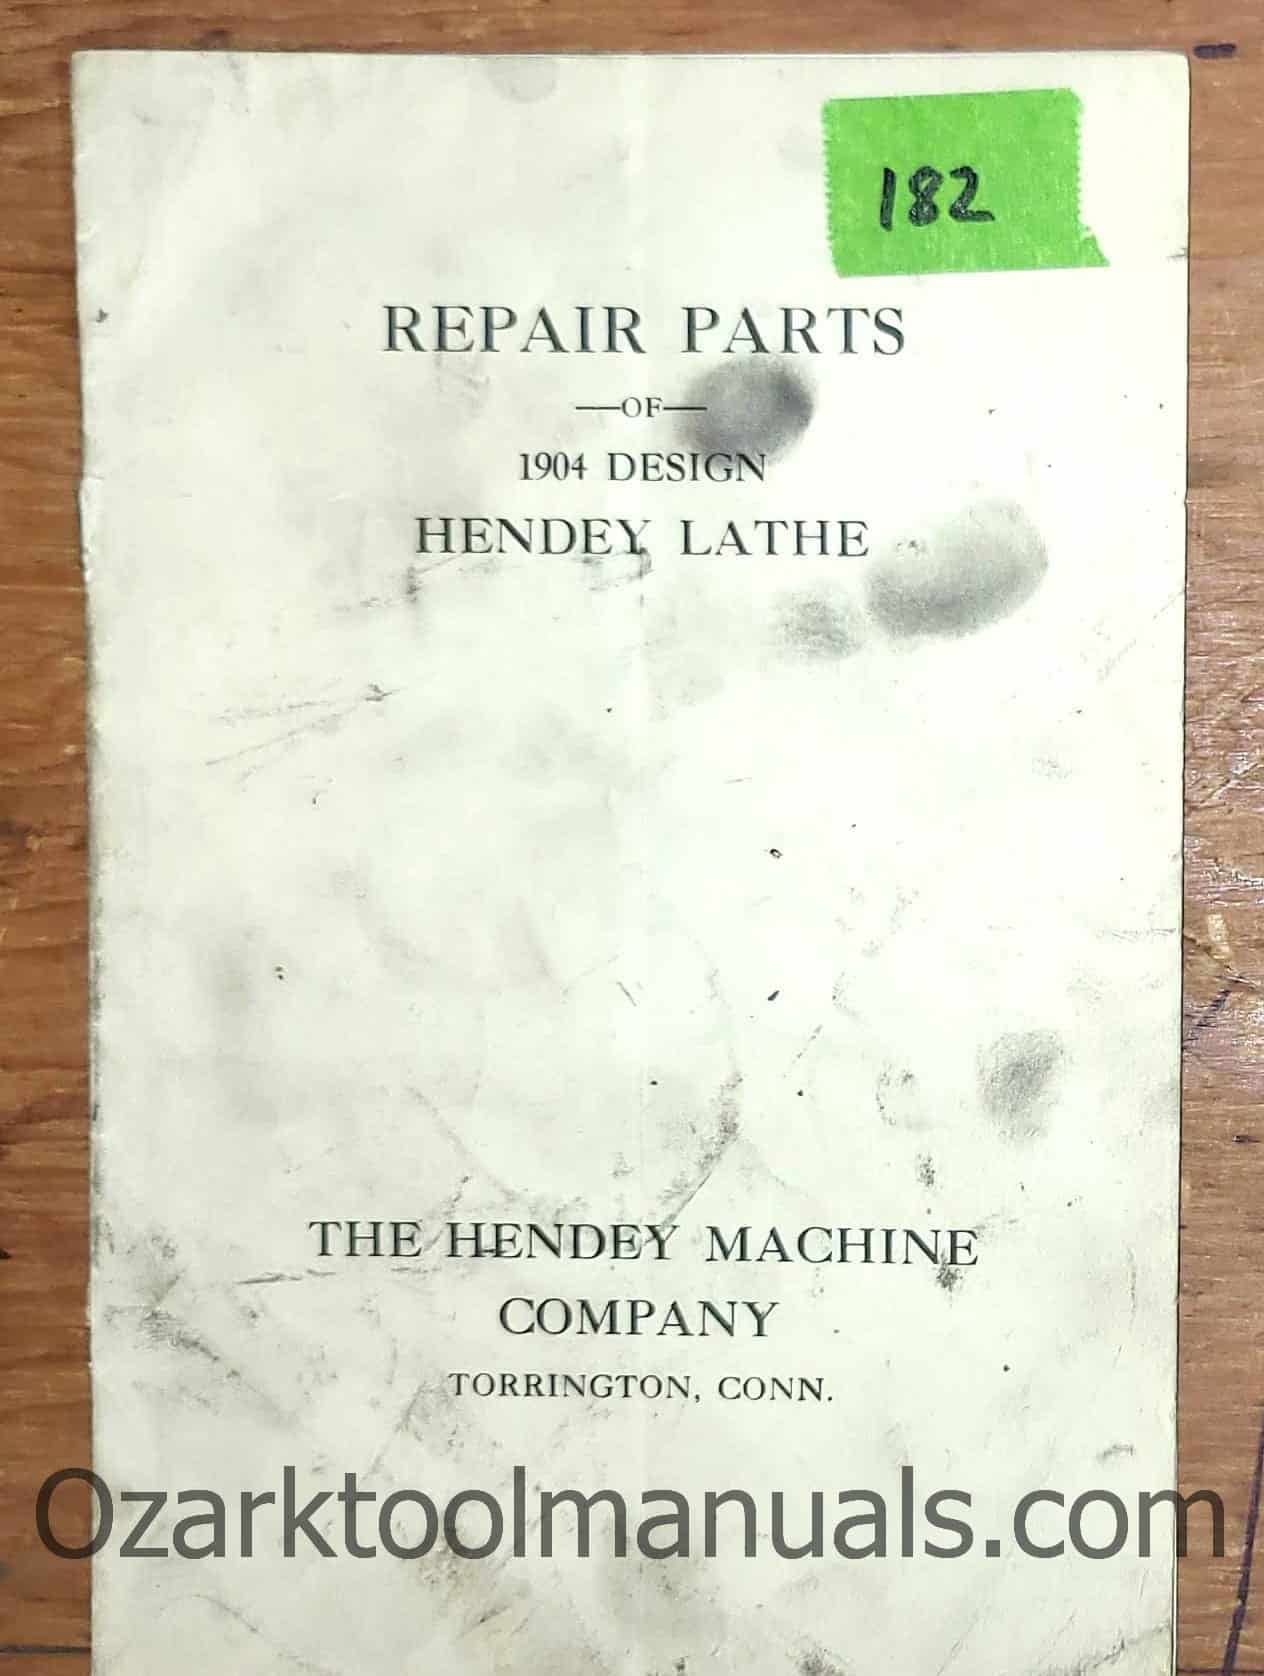 182
REPAIR PARTS
—OF—
1904 DESIGN
HENDEY LATHE
THE HENDEY MACHINE
COMPANY
TORRINGTON, CONN.
Ozarktoolmanuals.com